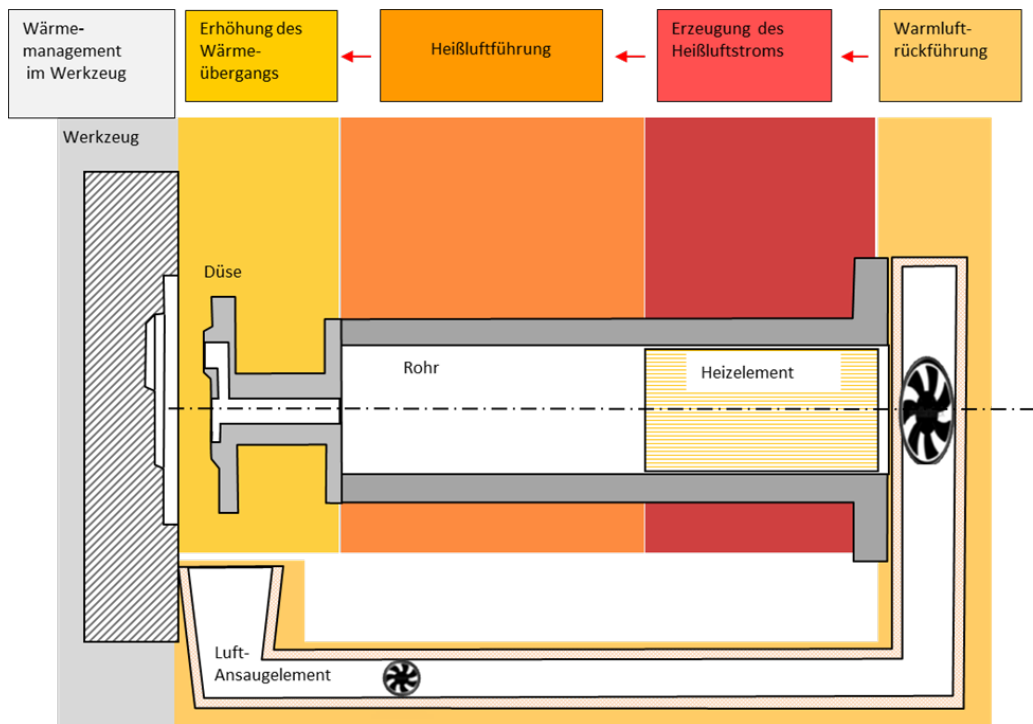 Wärme-
management
im Werkzeug
Erhöhung des
Wärme-
übergangs
Heißluftführung
Erzeugung des
Heißluftstroms
Warmluft-
rückführung
Werkzeug
Düse
Rohr
Heizelement
Luft-
Ansaugelement